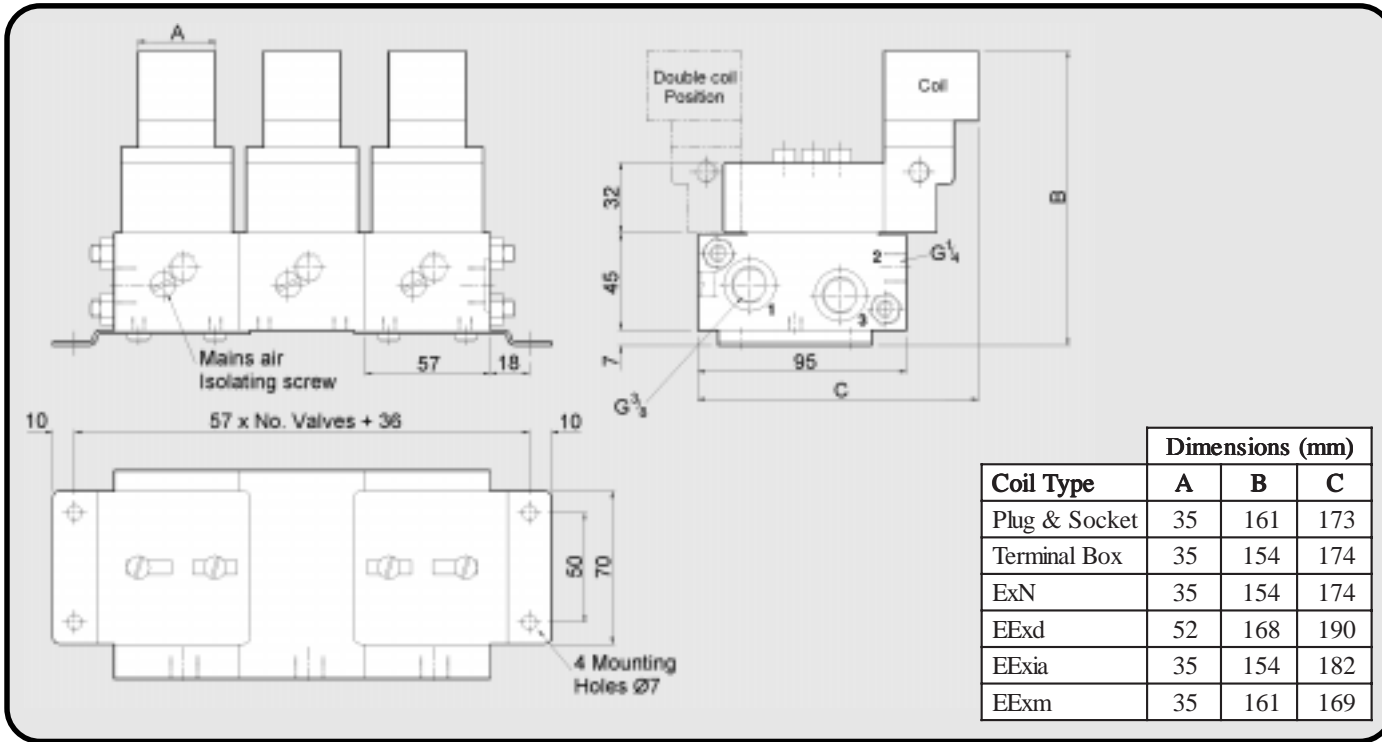 A
Double coil
Position
Coil
32
45
7
B
2
G¼
1
3
Mains air
Isolating screw
57
18
95
C
G⅜
10
57 x No. Valves + 36
10
50
70
4 Mounting
Holes Ø7
Dimensions (mm)
Coil Type A B C
Plug & Socket 35 161 173
Terminal Box 35 154 174
ExN 35 154 174
EExd 52 168 190
EExia 35 154 182
EExm 35 161 169